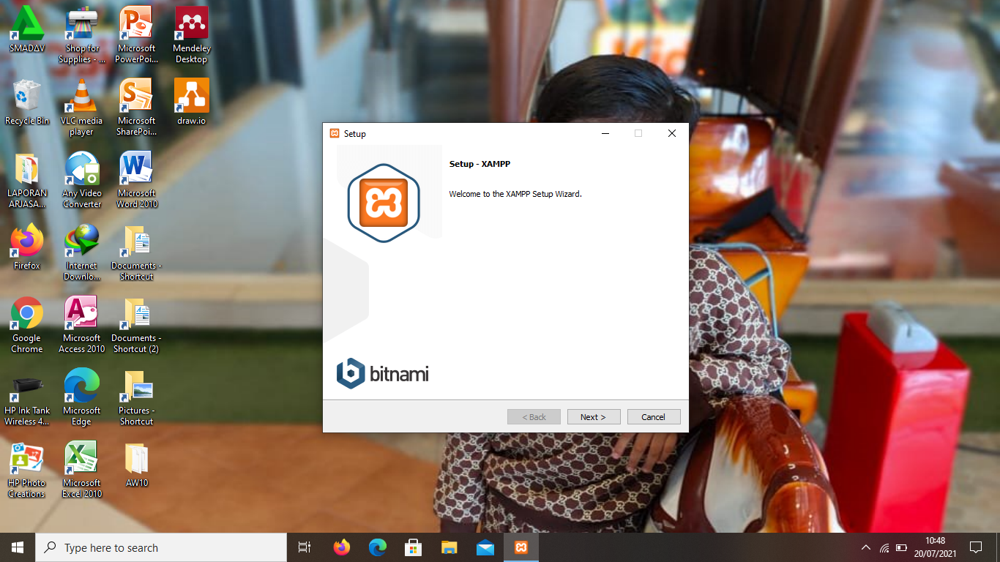 SMADΔV
Shop for
Supplies - ...
Microsoft
PowerPoi...
Mendeley
Desktop
Recycle Bin
VLC media
player
Microsoft
SharePoi...
draw.io
LAPORAN
ARJASA...
Any Video
Converter
Microsoft
Word 2010
Firefox
Internet
Downlo...
Documents -
Shortcut
Google
Chrome
Microsoft
Access 2010
Documents -
Shortcut (2)
HP Ink Tank
Wireless 4...
Microsoft
Edge
Pictures -
Shortcut
HP Photo
Creations
Microsoft
Excel 2010
AW10
Setup
Setup - XAMPP
Welcome to the XAMPP Setup Wizard.
bitnami
< Back
Next >
Cancel
Type here to search
10:48
20/07/2021